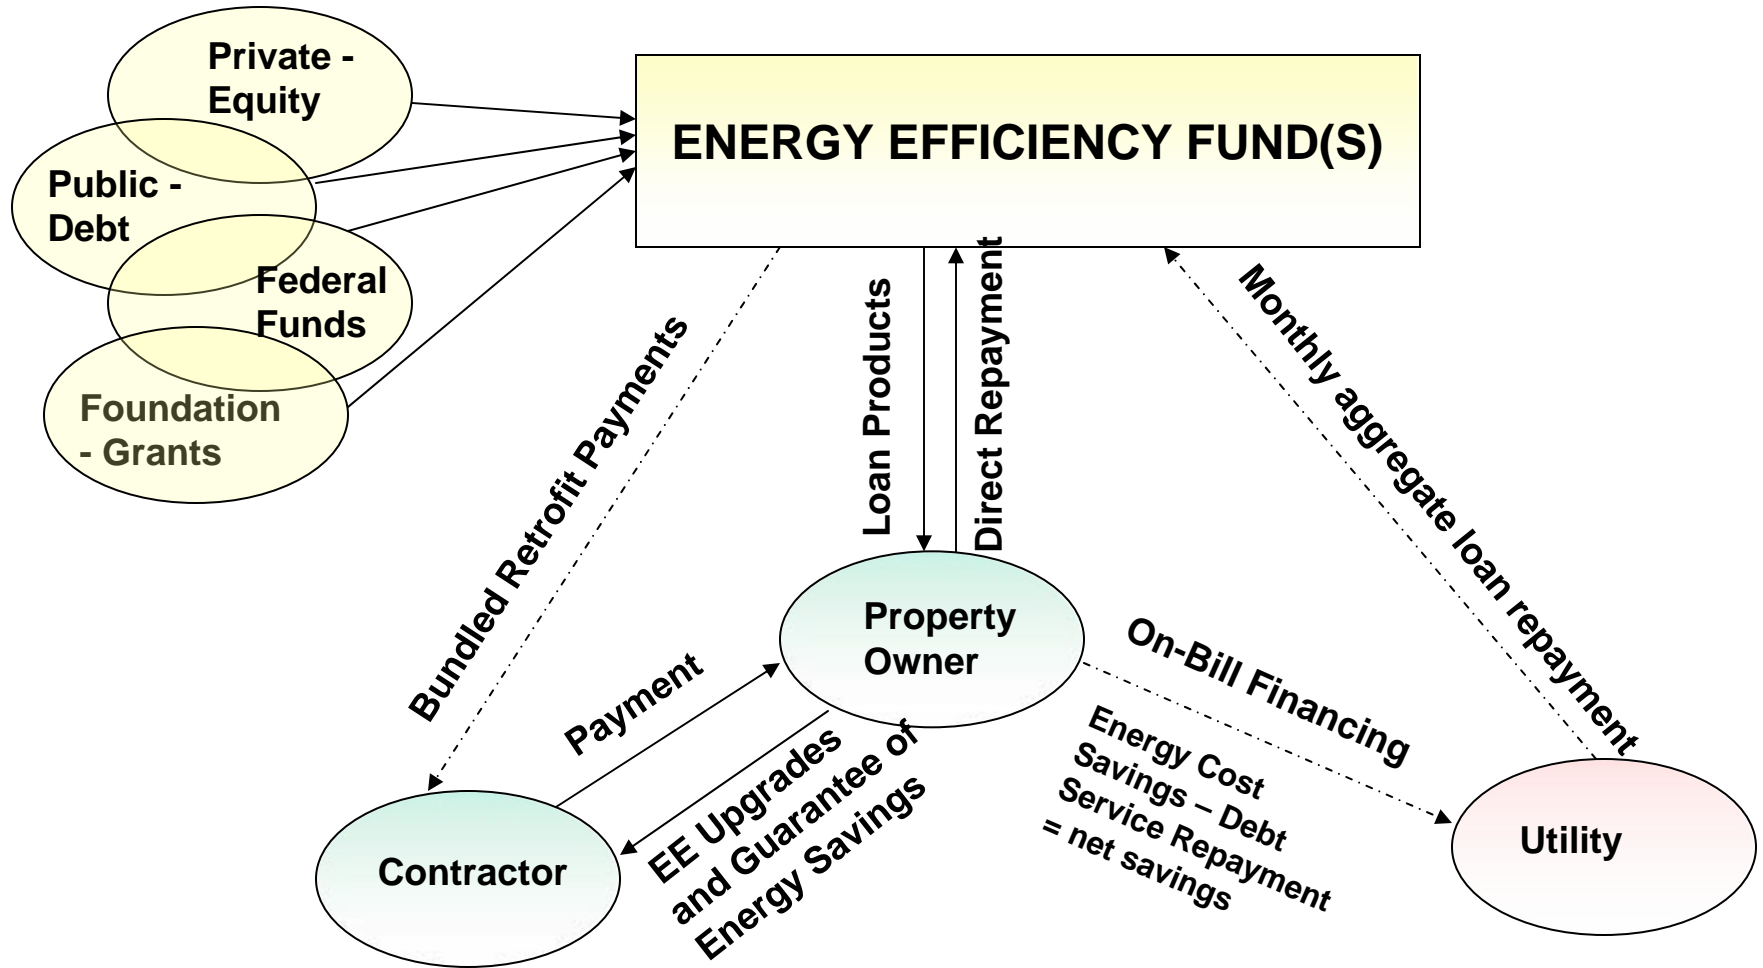 Private -
Equity
ENERGY EFFICIENCY FUND(S)
Public -
Debt
Federal
Funds
Foundation
- Grants
Bundled Retrofit Payments
Loan Products
Direct Repayment
Monthly aggregate loan repayment
Property
Owner
Payment
On-Bill Financing
EE Upgrades
and Guarantee of
Energy Savings
Energy Cost
Savings – Debt
Service Repayment
= net savings
Contractor
Utility